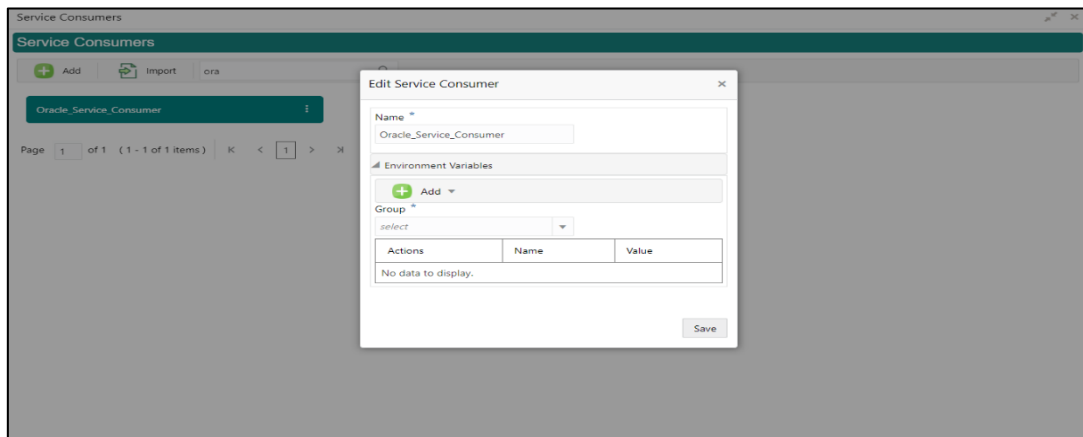 Service Consumers
Service Consumers
Add Import ora
Oracle_Service_Consumer
Page 1 of 1 (1 - 1 of 1 items) K < 1 > >|
Edit Service Consumer ×
Name *
Oracle_Service_Consumer
Environment Variables
Add
Group *
select
Actions Name Value
No data to display.
Save